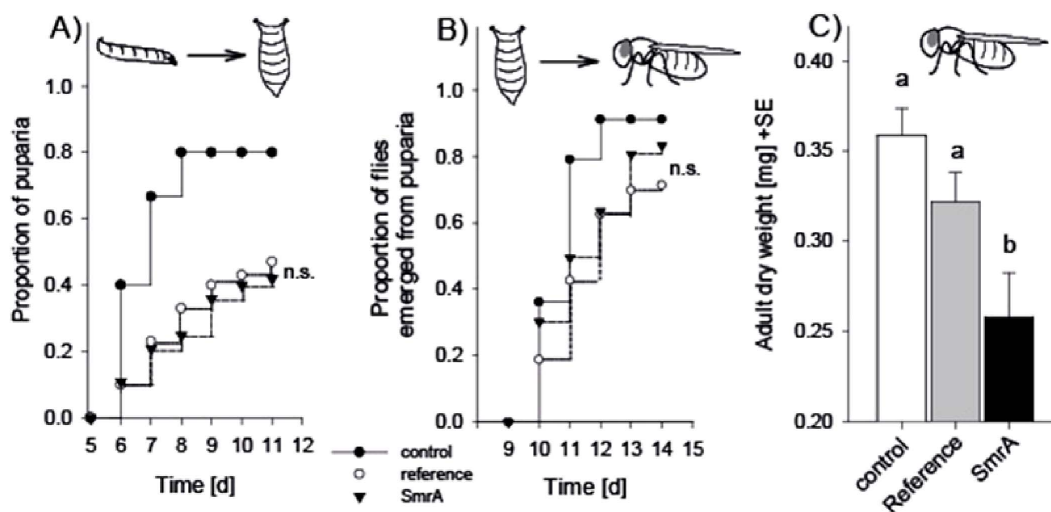 A)
Proportion of puparia
1.0
0.8
0.6
0.4
0.2
0.0
n.s.
5 6 7 8 9 10 11 12
Time [d]
B)
Proportion of flies
emerged from puparia
1.0
0.8
0.6
0.4
0.2
0.0
n.s.
9 10 11 12 13 14 15
Time [d]
control
reference
SmrA
C)
Adult dry weight [mg] +SE
0.40
0.35
0.30
0.25
0.20
a
a
b
control
Reference
SmrA